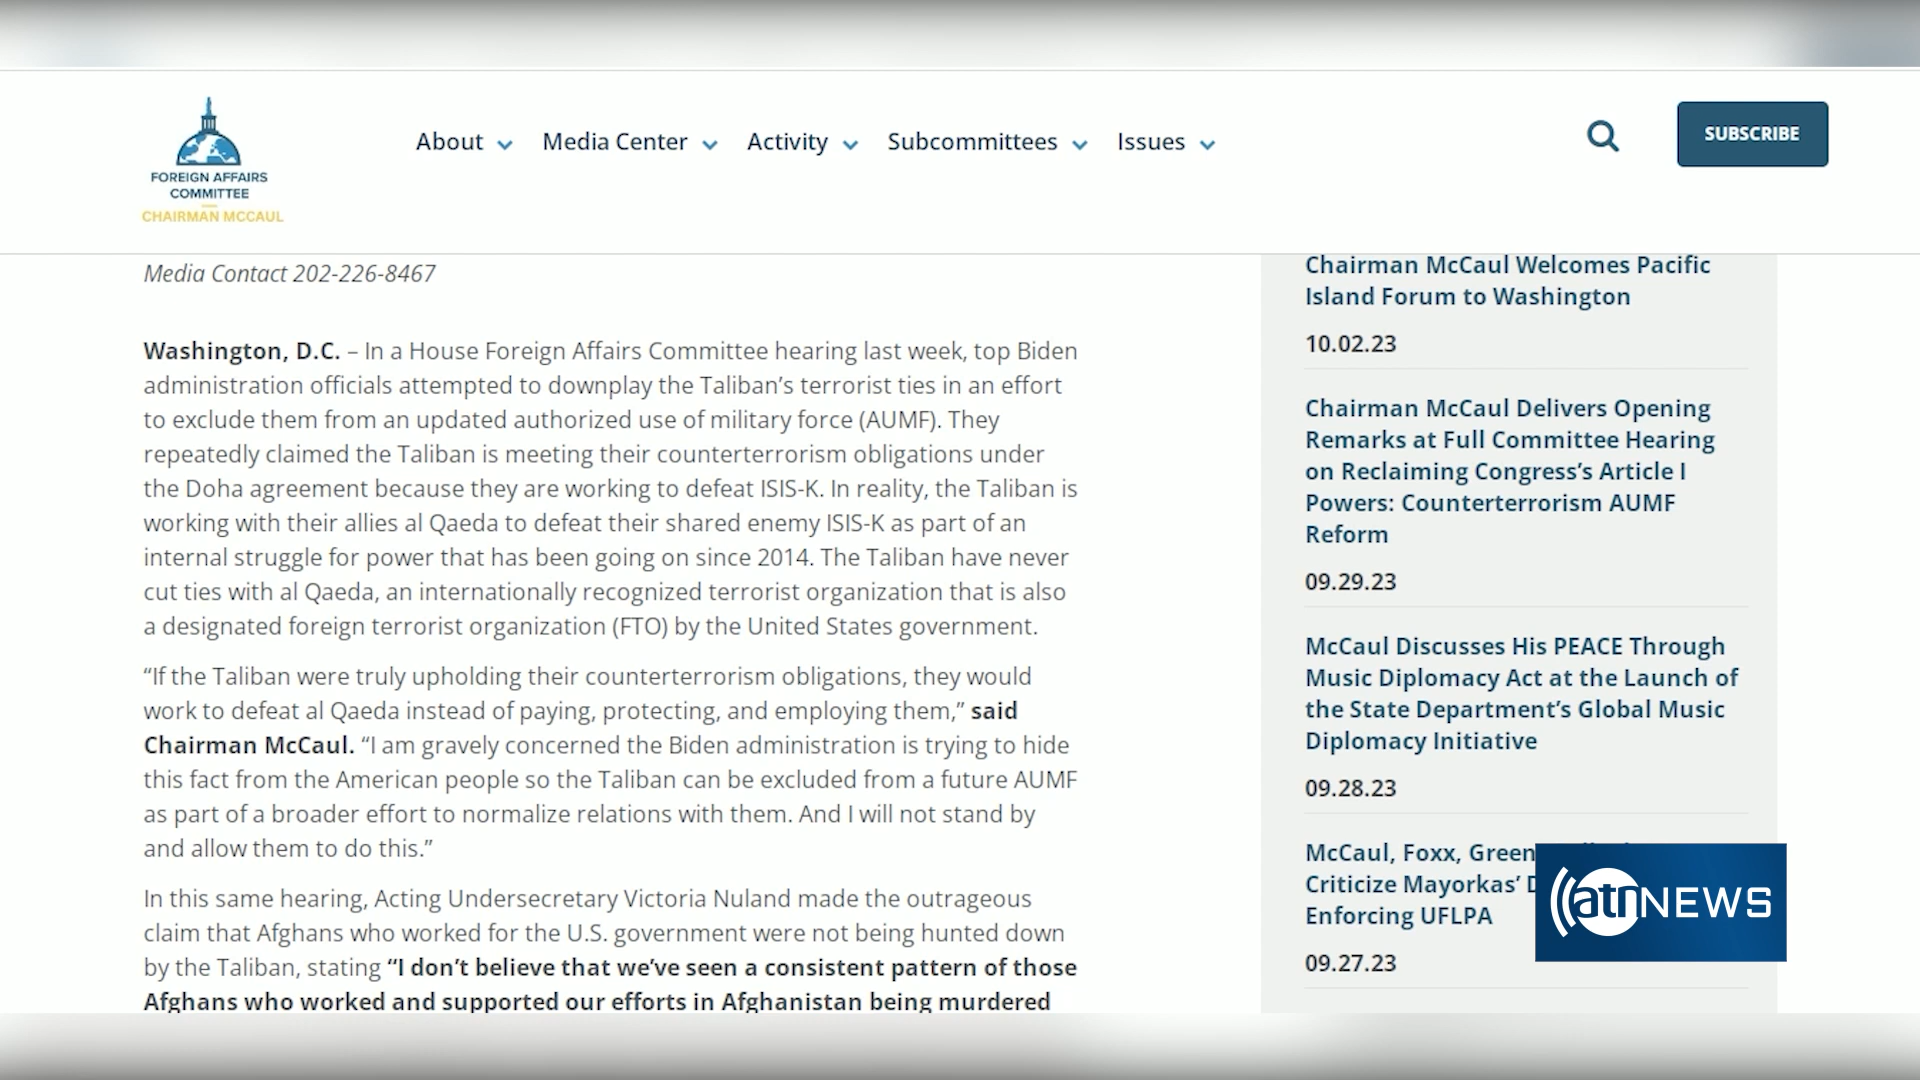 About
Media Center
Activity
Subcommittees
Issues
SUBSCRIBE
FOREIGN AFFAIRS
COMMITTEE
CHAIRMAN MCCAUL
Media Contact 202-226-8467
Washington, D.C. – In a House Foreign Affairs Committee hearing last week, top Biden
administration officials attempted to downplay the Taliban’s terrorist ties in an effort
to exclude them from an updated authorized use of military force (AUMF). They
repeatedly claimed the Taliban is meeting their counterterrorism obligations under
the Doha agreement because they are working to defeat ISIS-K. In reality, the Taliban is
working with their allies al Qaeda to defeat their shared enemy ISIS-K as part of an
internal struggle for power that has been going on since 2014. The Taliban have never
cut ties with al Qaeda, an internationally recognized terrorist organization that is also
a designated foreign terrorist organization (FTO) by the United States government.
“If the Taliban were truly upholding their counterterrorism obligations, they would
work to defeat al Qaeda instead of paying, protecting, and employing them,” said
Chairman McCaul. “I am gravely concerned the Biden administration is trying to hide
this fact from the American people so the Taliban can be excluded from a future AUMF
as part of a broader effort to normalize relations with them. And I will not stand by
and allow them to do this.”
In this same hearing, Acting Undersecretary Victoria Nuland made the outrageous
claim that Afghans who worked for the U.S. government were not being hunted down
by the Taliban, stating “I don’t believe that we’ve seen a consistent pattern of those
Afghans who worked and supported our efforts in Afghanistan being murdered
Chairman McCaul Welcomes Pacific
Island Forum to Washington
10.02.23
Chairman McCaul Delivers Opening
Remarks at Full Committee Hearing
on Reclaiming Congress’s Article I
Powers: Counterterrorism AUMF
Reform
09.29.23
McCaul Discusses His PEACE Through
Music Diplomacy Act at the Launch of
the State Department’s Global Music
Diplomacy Initiative
09.28.23
McCaul, Foxx, Green
Criticize Mayorkas’
Enforcing UFLPA
09.27.23
atn NEWS